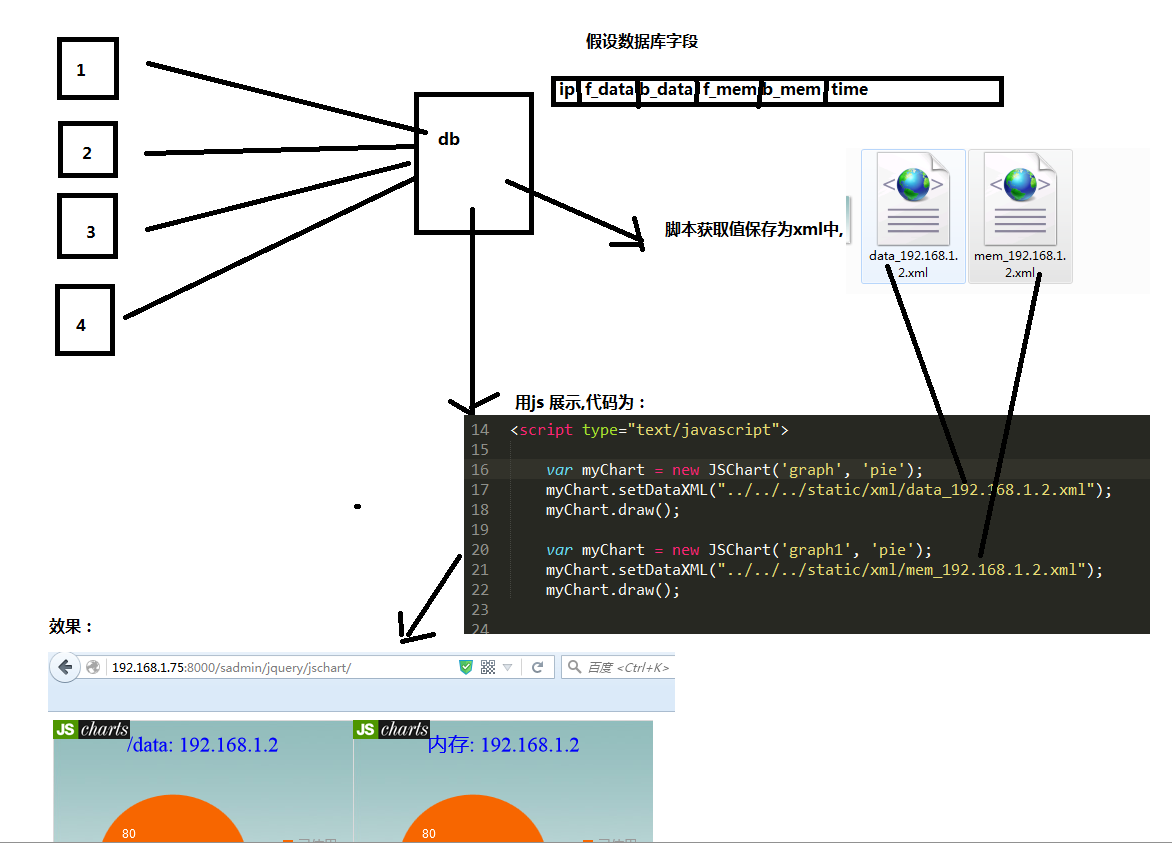 假设数据库字段
ip f_data b_data f_mem b_mem time
1
2
3
4
db
脚本获取值保存为xml中,
data_192.168.1.
2.xml
mem_192.168.1.
2.xml
用js 展示,代码为：
14 <script type="text/javascript">
15
16 var myChart = new JSChart('graph', 'pie');
17 myChart.setDataXML("../../../static/xml/data_192.168.1.2.xml");
18 myChart.draw();
19
20 var myChart = new JSChart('graph1', 'pie');
21 myChart.setDataXML("../../../static/xml/mem_192.168.1.2.xml");
22 myChart.draw();
23
24
效果：
192.168.1.75:8000/sadmin/jquery/jschart/
百度 <Ctrl+K>
JS charts
/data: 192.168.1.2
80
JS charts
内存: 192.168.1.2
80